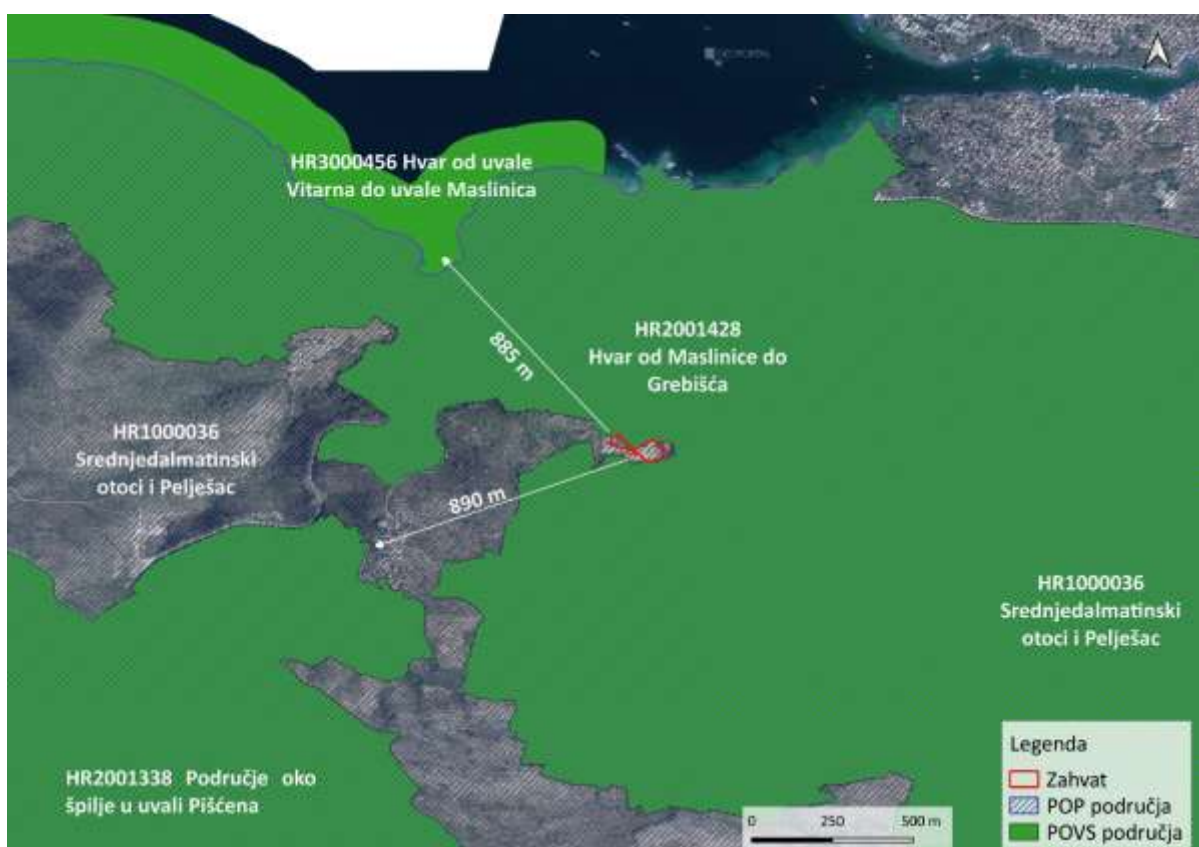 HR3000456 Hvar od uvale
Vitarna do uvale Maslinica
885 m
HR2001428
Hvar od Maslinice do
Grebišća
HR1000036
Srednjedalmatinski
otoci i Pelješac
890 m
HR1000036
Srednjedalmatinski
otoci i Pelješac
HR2001338 Područje oko
špilje u uvali Pišćena
Legenda
Zahvat
POP područja
POVS područja
0 250 500 m